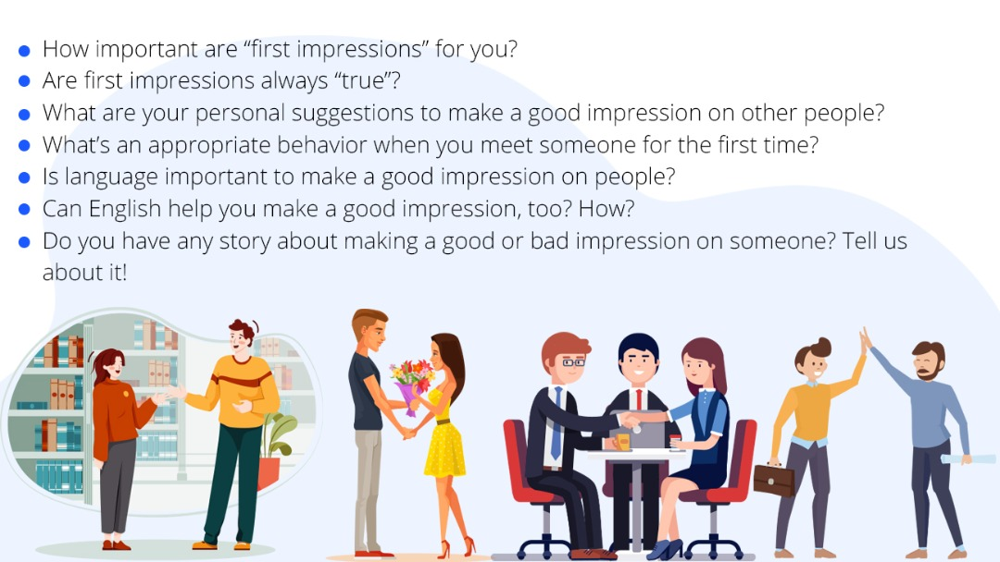 How important are “first impressions” for you?
Are first impressions always “true”?
What are your personal suggestions to make a good impression on other people?
What’s an appropriate behavior when you meet someone for the first time?
Is language important to make a good impression on people?
Can English help you make a good impression, too? How?
Do you have any story about making a good or bad impression on someone? Tell us
about it!